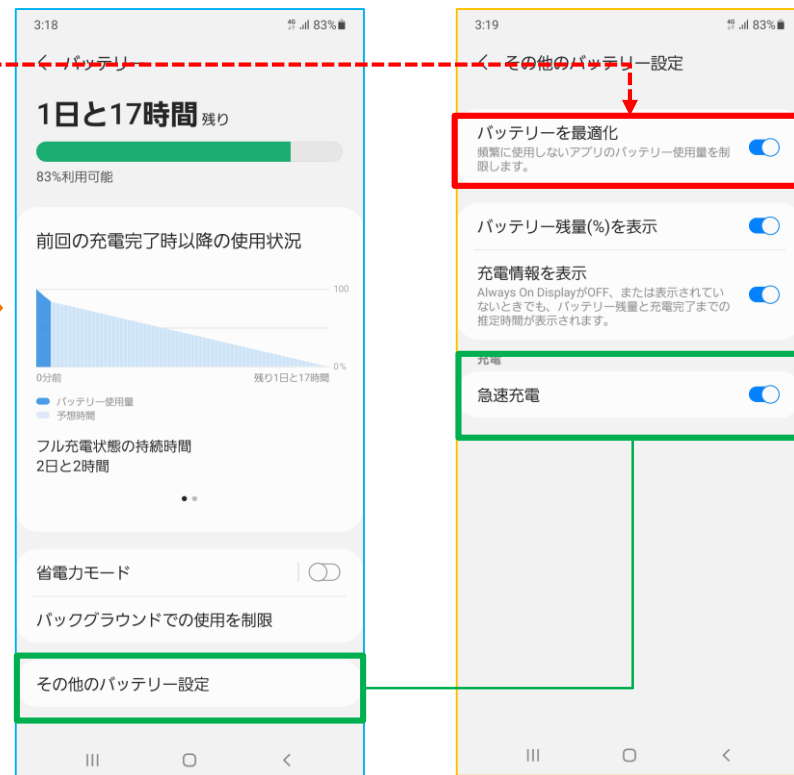 3:18
4G
83%
バッテリー
1日と17時間 残り
83%利用可能
前回の充電完了時以降の使用状況
100
0%
0分前
残り1日と17時間
バッテリー使用量
予想時間
フル充電状態の持続時間
2日と2時間
省電力モード
バックグラウンドでの使用を制限
その他のバッテリー設定
3:19
4G
83%
その他のバッテリー設定
バッテリーを最適化
頻繁に使用しないアプリのバッテリー使用量を制
限します。
バッテリー残量(%)を表示
充電情報を表示
Always On DisplayがOFF、または表示されてい
ないときでも、バッテリー残量と充電完了までの
推定時間が表示されます。
充電
急速充電